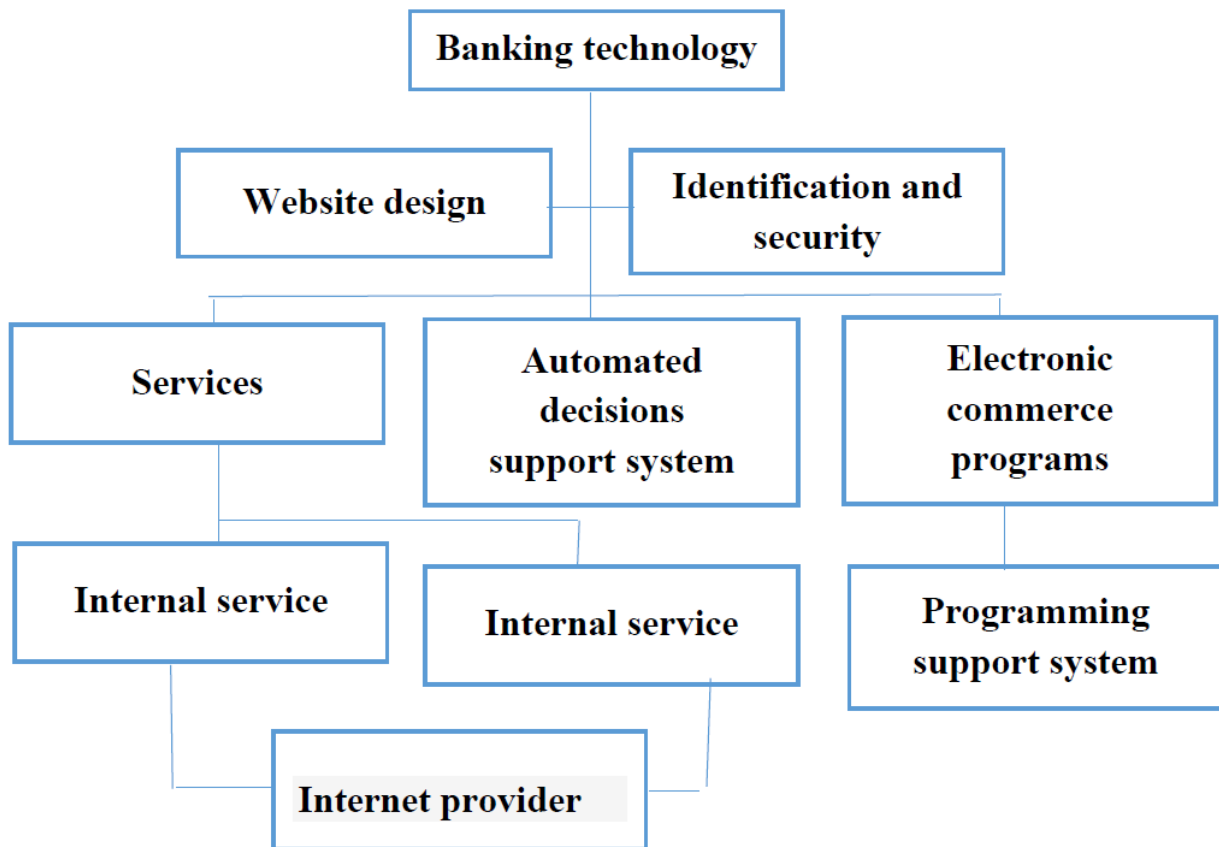 Banking technology
Website design
Identification and
security
Services
Automated
decisions
support system
Electronic
commerce
programs
Internal service
Internal service
Programming
support system
Internet provider